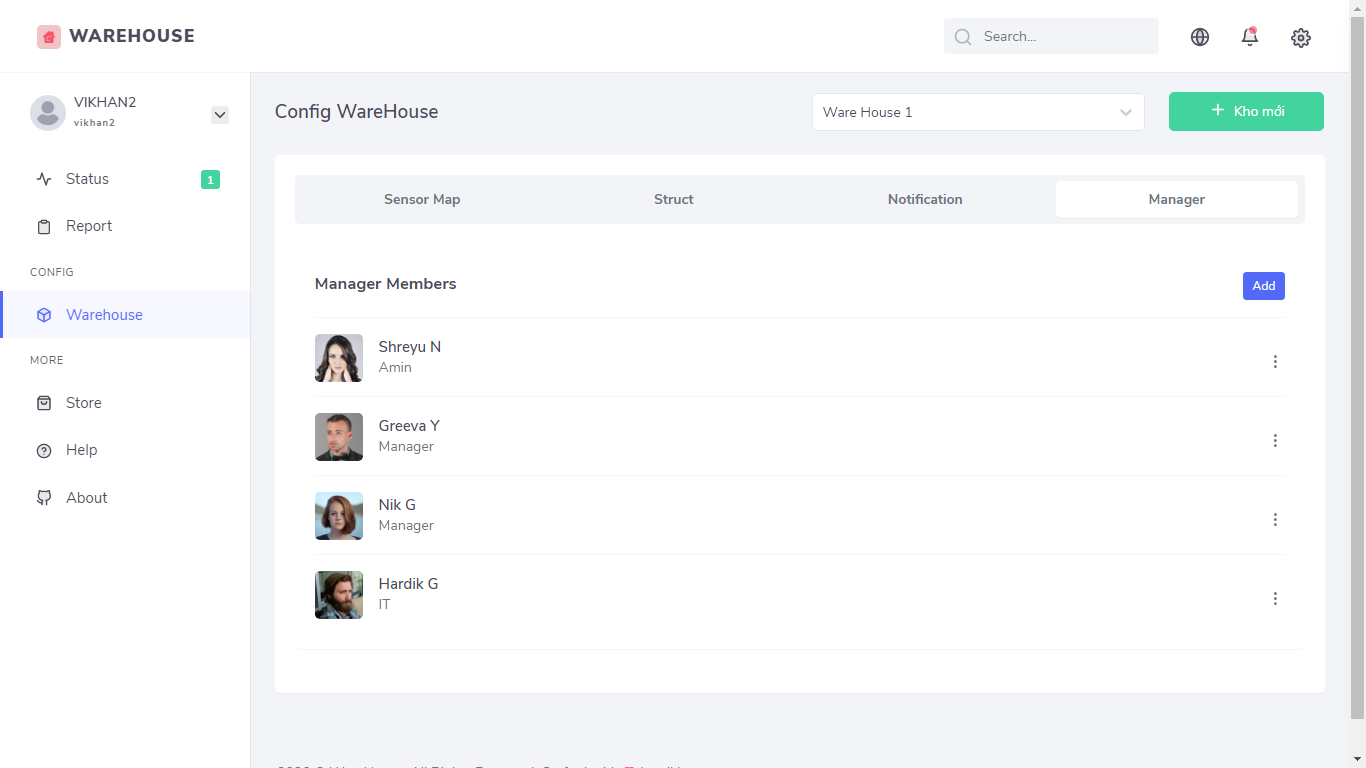 WAREHOUSE
Search...
VIKHAN2
vikhan2
Status
1
Report
CONFIG
Warehouse
MORE
Store
Help
About
Config WareHouse
Ware House 1
Kho mới
Sensor Map
Struct
Notification
Manager
Manager Members
Add
Shreyu N
Amin
Greeva Y
Manager
Nik G
Manager
Hardik G
IT